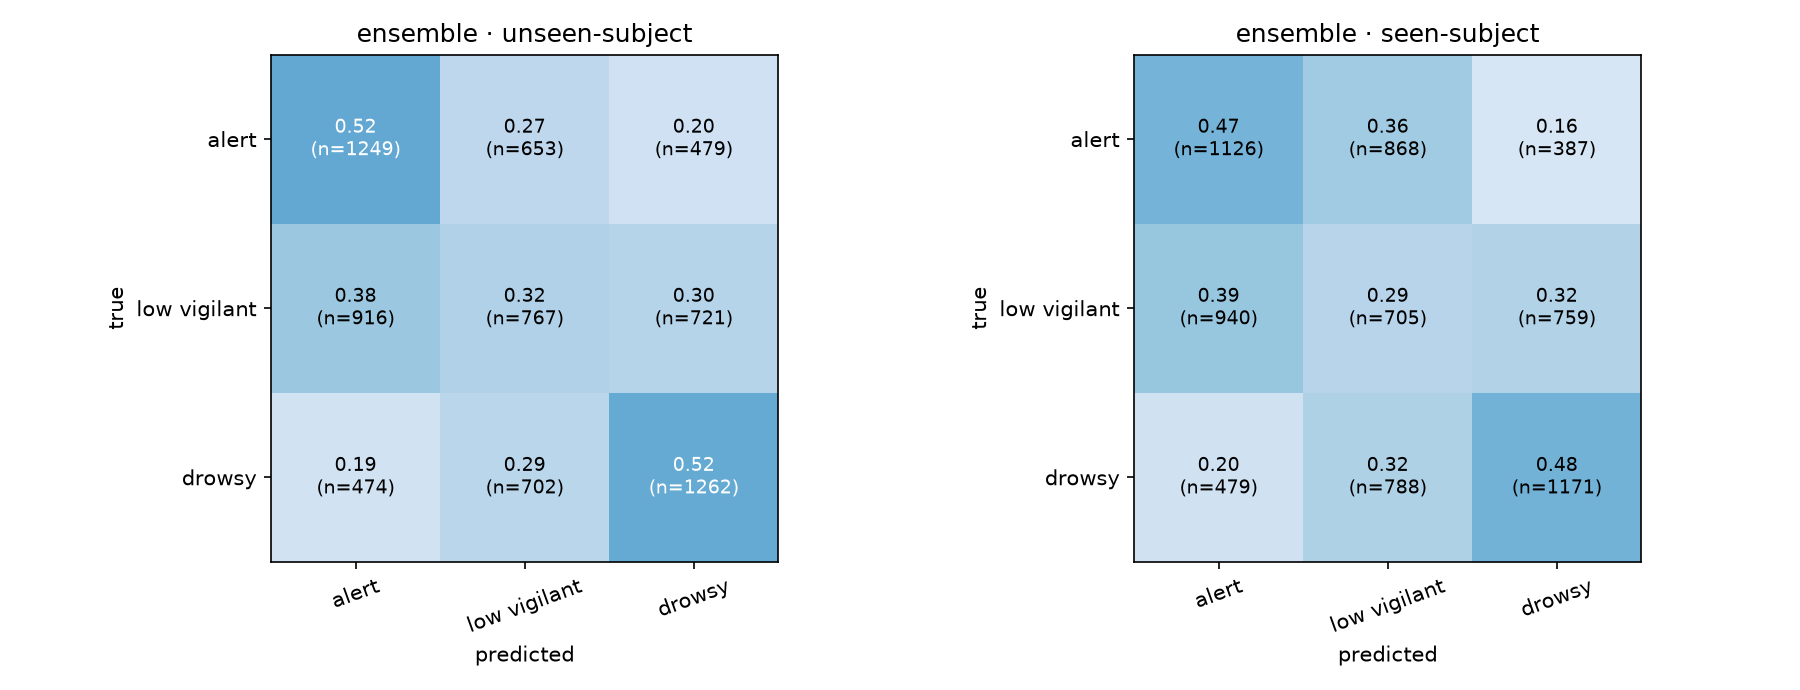 ensemble · unseen-subject
true
alert
0.52
(n=1249)
0.27
(n=653)
0.20
(n=479)
low vigilant
0.38
(n=916)
0.32
(n=767)
0.30
(n=721)
drowsy
0.19
(n=474)
0.29
(n=702)
0.52
(n=1262)
alert
low vigilant
drowsy
predicted
ensemble · seen-subject
true
alert
0.47
(n=1126)
0.36
(n=868)
0.16
(n=387)
low vigilant
0.39
(n=940)
0.29
(n=705)
0.32
(n=759)
drowsy
0.20
(n=479)
0.32
(n=788)
0.48
(n=1171)
alert
low vigilant
drowsy
predicted